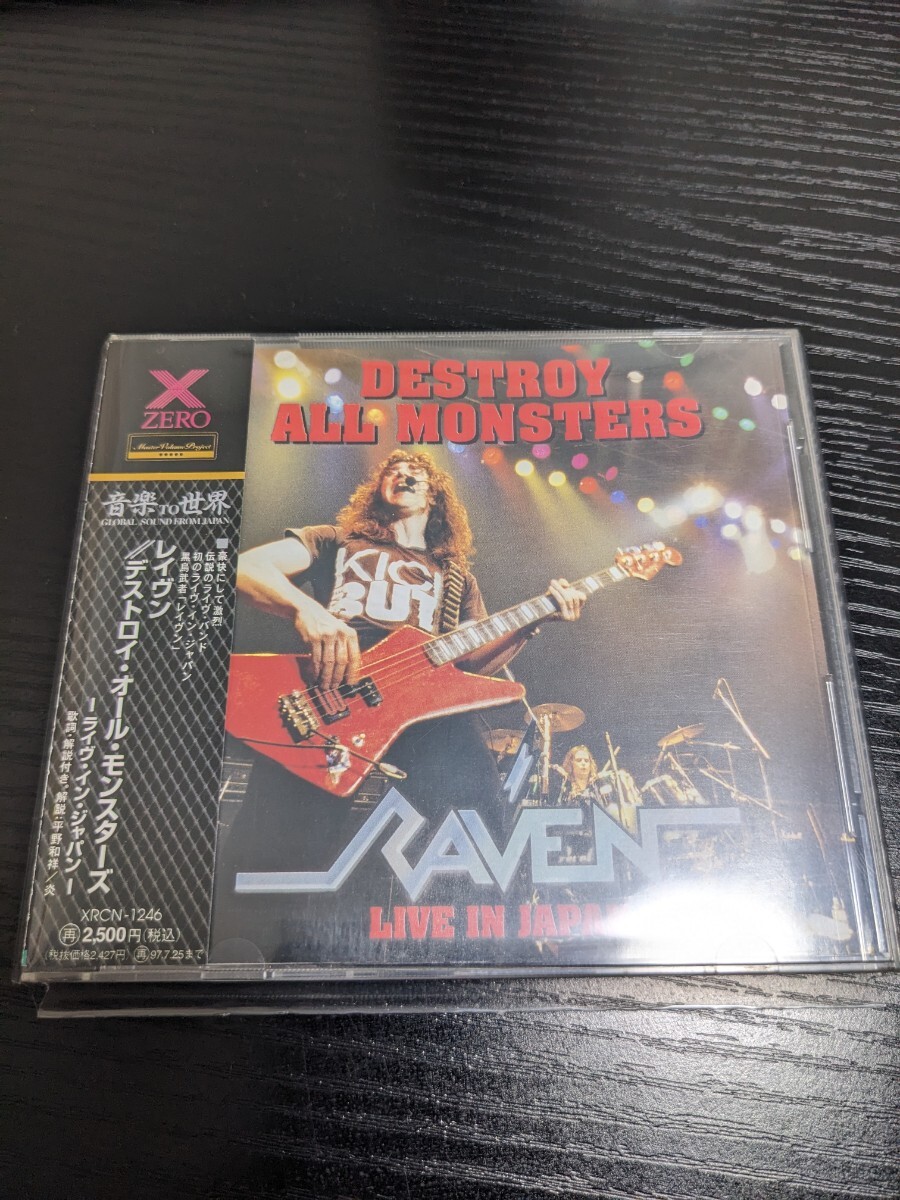 X
ZERO
Master Volume Project
★★★★★
音楽TO世界
GLOBAL SOUND FROM JAPAN
■豪快にして激烈
伝説のライヴ・バンド
初のライヴ・イン・ジャパン
黒鳥武者「レイヴン」
レイヴン
／デストロイ・オール・モンスターズ
ーライヴ・イン・ジャパンー
歌詞・解説付き・解説:平野和祥／炎
XRCN-1246
再2,500円(税込)
(税抜価格2,427円) 再97.7.25まで
DESTROY
ALL MONSTERS
KICK
BUT
RAVEN
LIVE IN JAPAN